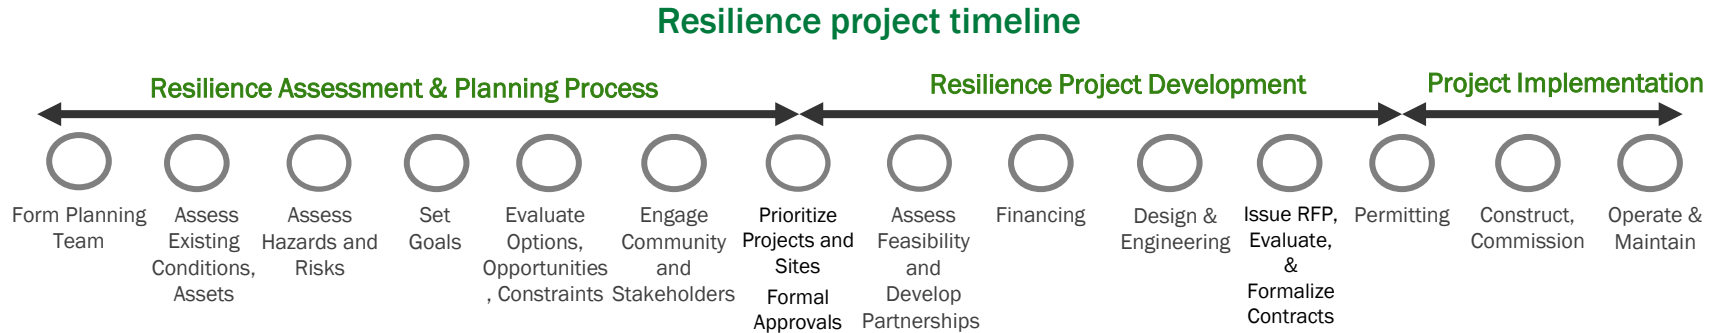 Resilience project timeline
Resilience Assessment & Planning Process
Resilience Project Development
Project Implementation
Form Planning
Team
Assess
Existing
Conditions,
Assets
Assess
Hazards and
Risks
Set
Goals
Evaluate
Options,
Opportunities
, Constraints
Engage
Community
and
Stakeholders
Prioritize
Projects and
Sites
Formal
Approvals
Assess
Feasibility
and
Develop
Partnerships
Financing
Design &
Engineering
Issue RFP,
Evaluate,
&
Formalize
Contracts
Permitting
Construct,
Commission
Operate &
Maintain